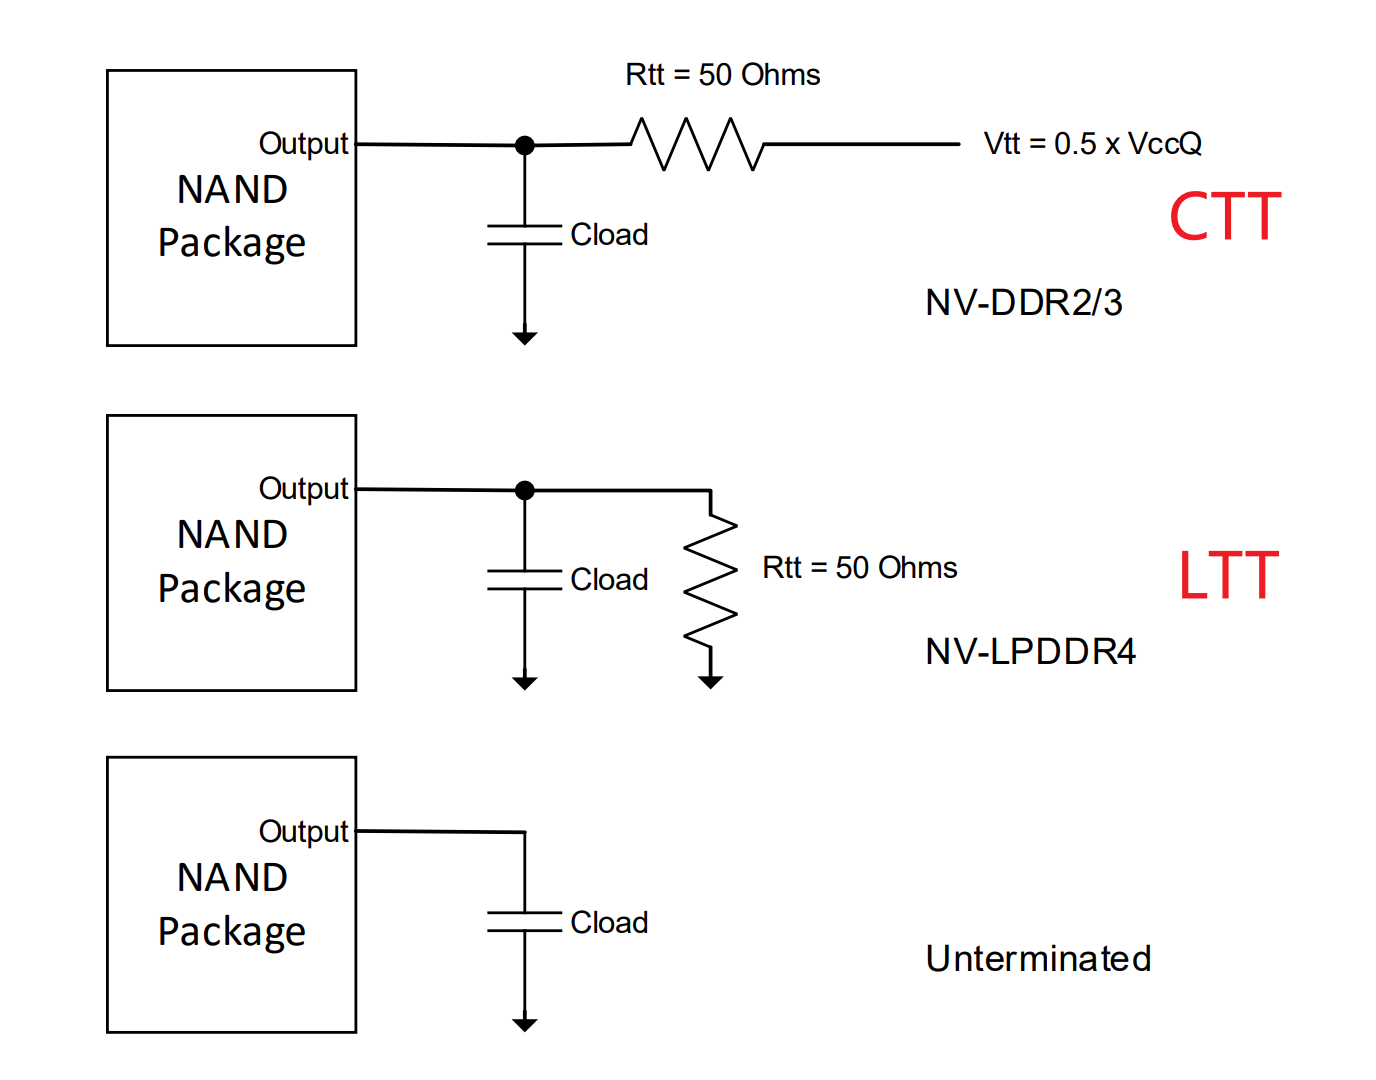 Rtt = 50 Ohms
Output
Vtt = 0.5 x VccQ
NAND
Package
Cload
CTT
NV-DDR2/3
Output
NAND
Package
Cload
Rtt = 50 Ohms
LTT
NV-LPDDR4
Output
NAND
Package
Cload
Unterminated